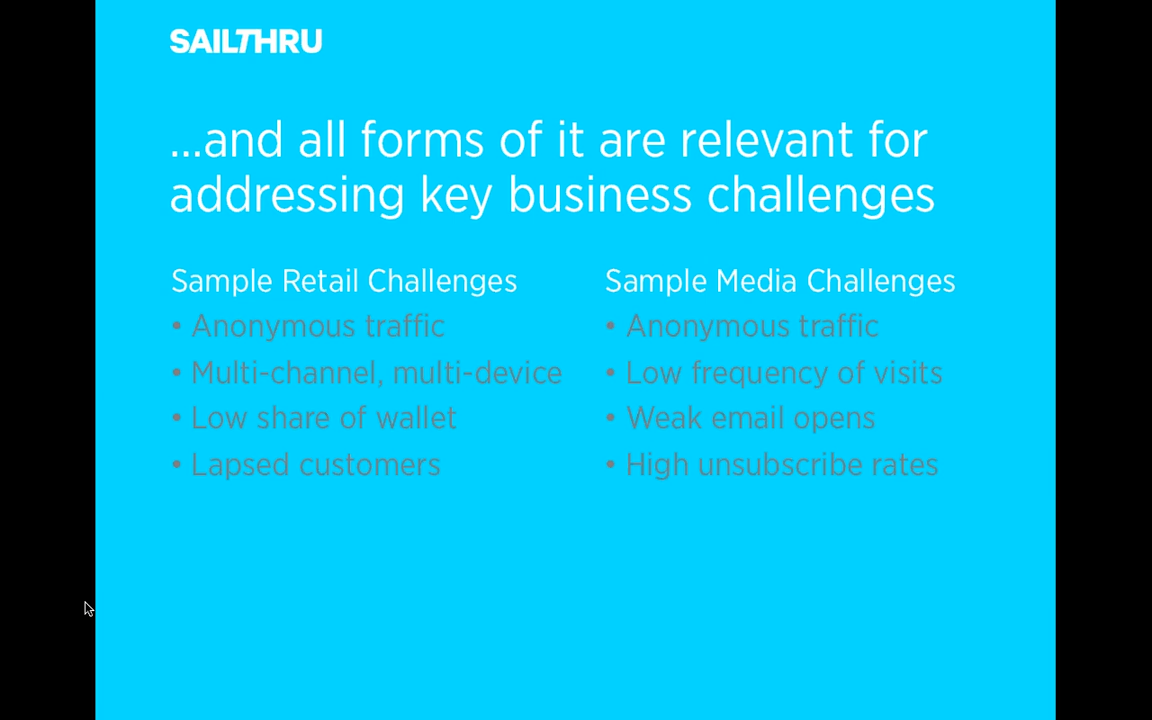 SAILTHRU
...and all forms of it are relevant for
addressing key business challenges
Sample Retail Challenges
• Anonymous traffic
• Multi-channel, multi-device
• Low share of wallet
• Lapsed customers
Sample Media Challenges
• Anonymous traffic
• Low frequency of visits
• Weak email opens
• High unsubscribe rates